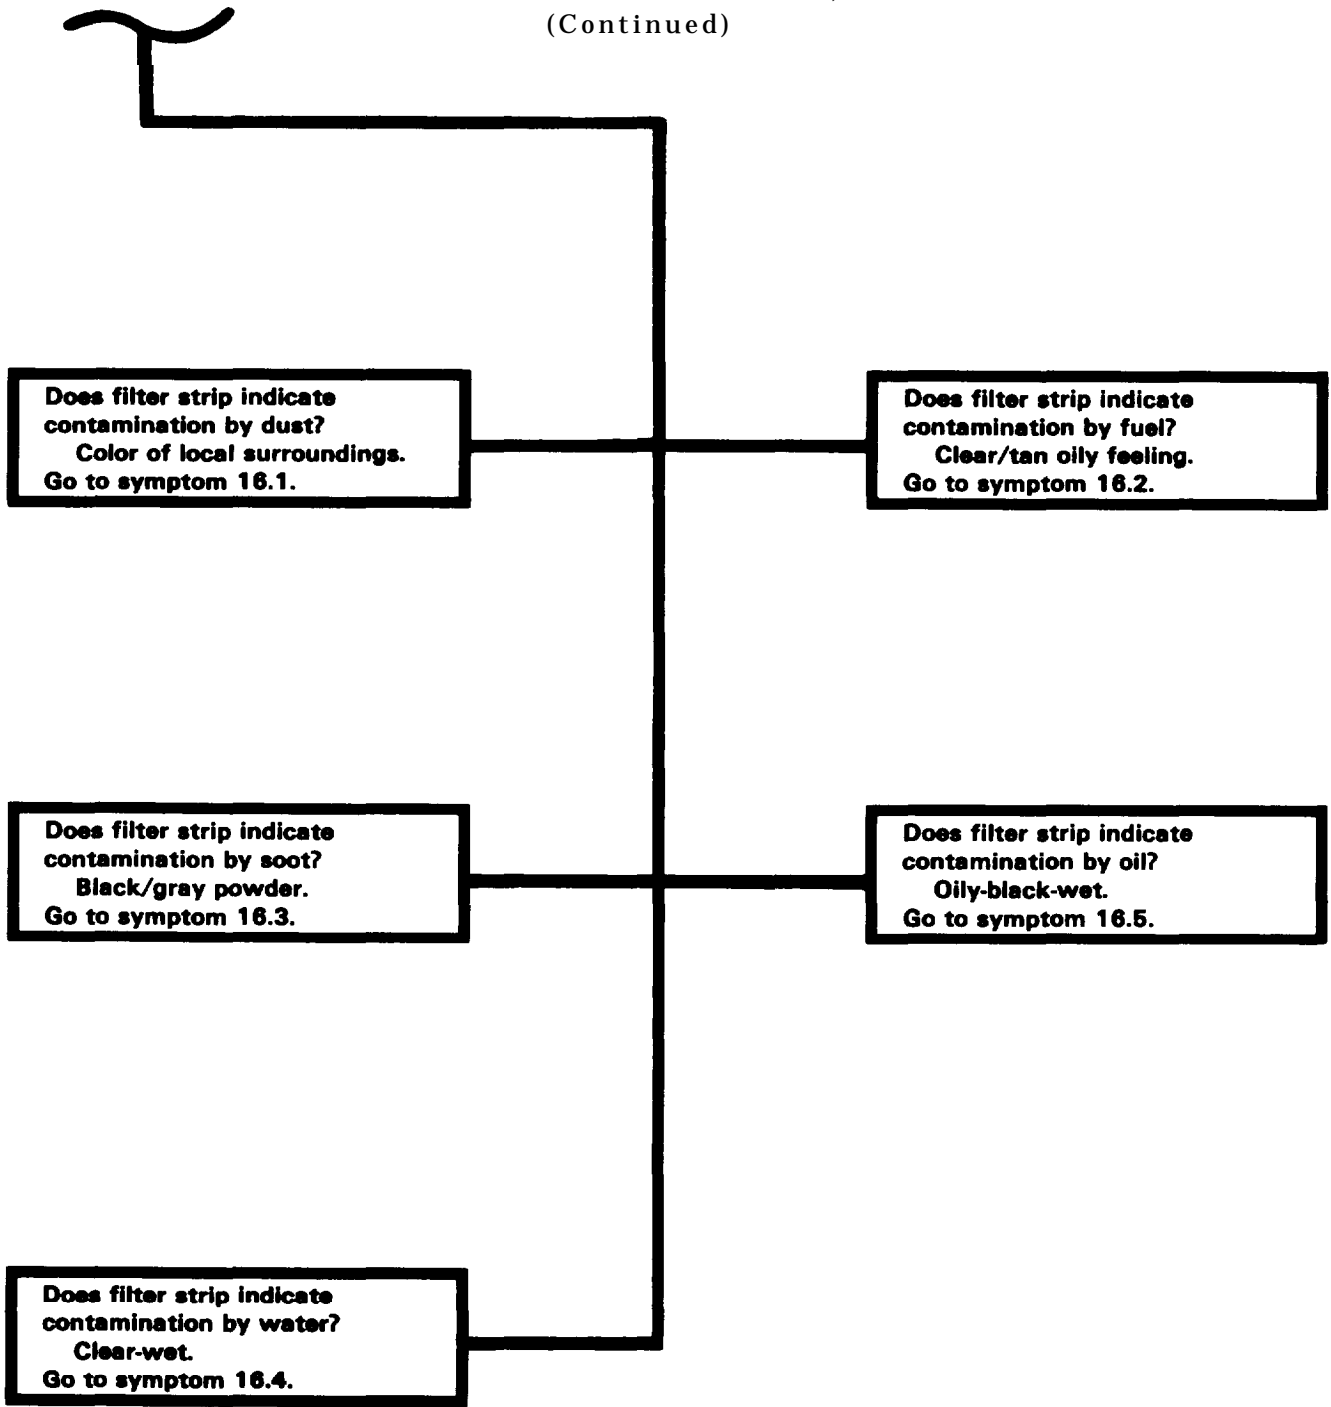 (Continued)
Does filter strip indicate
contamination by dust?
Color of local surroundings.
Go to symptom 16.1.
Does filter strip indicate
contamination by fuel?
Clear/tan oily feeling.
Go to symptom 16.2.
Does filter strip indicate
contamination by soot?
Black/gray powder.
Go to symptom 16.3.
Does filter strip indicate
contamination by oil?
Oily-black-wet.
Go to symptom 16.5.
Does filter strip indicate
contamination by water?
Clear-wet.
Go to symptom 16.4.